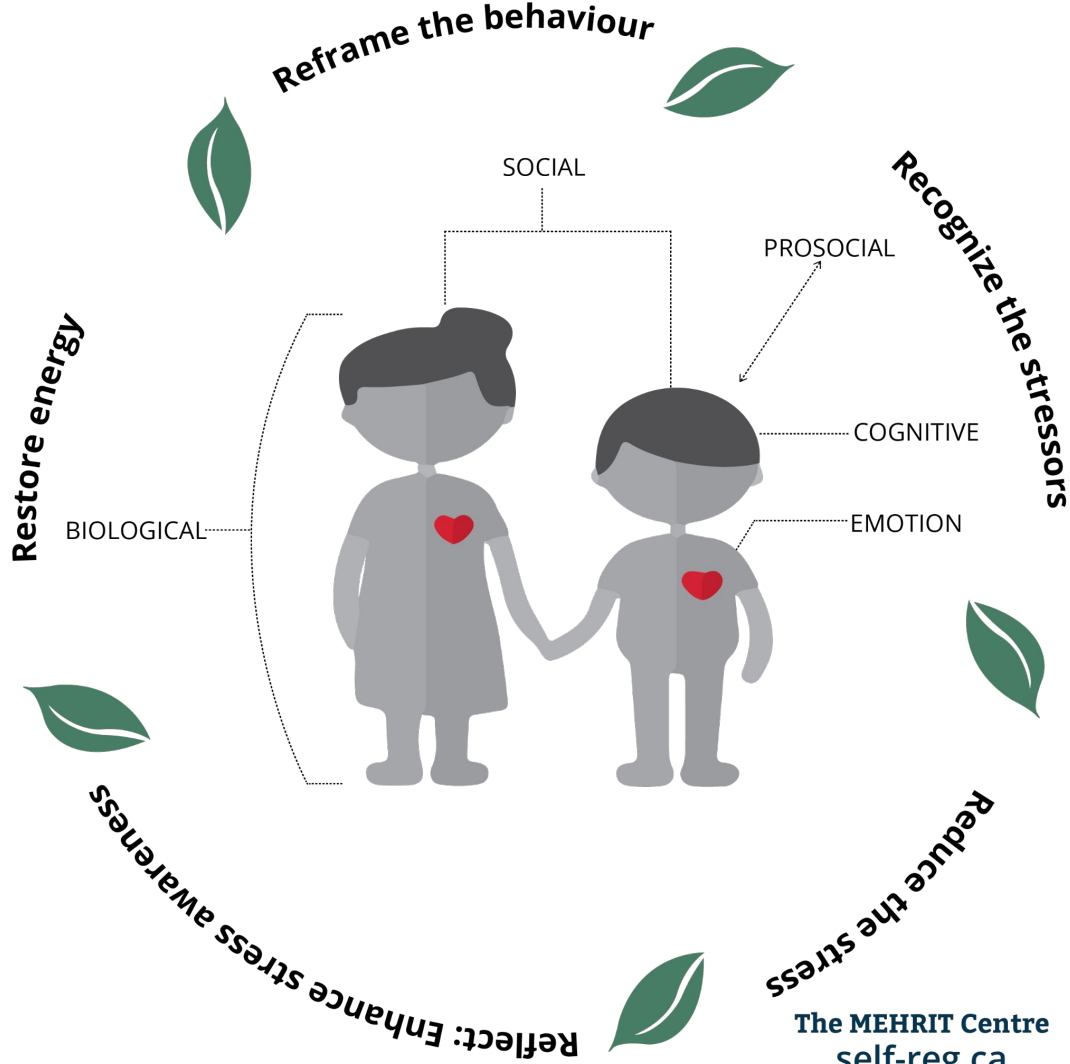 Reframe the behaviour
Recognize the stressors
Reduce the stress
Reflect: Enhance stress awareness
Restore energy
SOCIAL
PROSOCIAL
COGNITIVE
EMOTION
BIOLOGICAL
The MEHRIT Centre
self-reg.ca